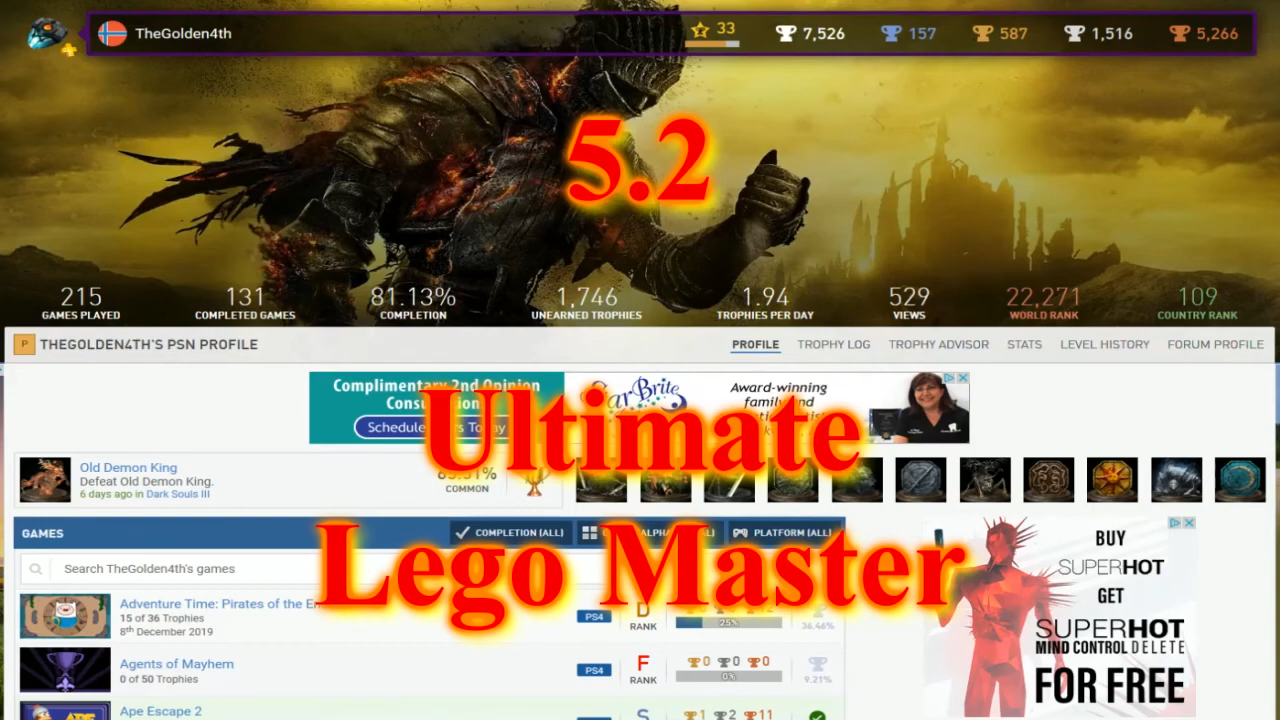 TheGolden4th
33
7,526
157
587
1,516
5,266
5.2
215
GAMES PLAYED
131
COMPLETED GAMES
81.13%
COMPLETION
1,746
UNEARNED TROPHIES
1.94
TROPHIES PER DAY
529
VIEWS
22,271
WORLD RANK
109
COUNTRY RANK
P THEGOLDEN4TH'S PSN PROFILE
PROFILE TROPHY LOG TROPHY ADVISOR STATS LEVEL HISTORY FORUM PROFILE
Complimentary 2nd Opinion
Schedule
Award-winning
family and
Ultimate
Old Demon King
Defeat Old Demon King.
6 days ago in Dark Souls III
COMMON
GAMES
COMPLETION (ALL)
PLATFORM (ALL)
Search TheGolden4th's games
Lego Master
Adventure Time: Pirates of the
15 of 36 Trophies
8th December 2019
PS4
RANK
25%
36.46%
Agents of Mayhem
0 of 50 Trophies
PS4
F
RANK
0 0 0
0%
9.21%
Ape Escape 2
S
1 2 11
BUY
SUPERHOT
GET
SUPERHOT
MIND CONTROL DELETE
FOR FREE